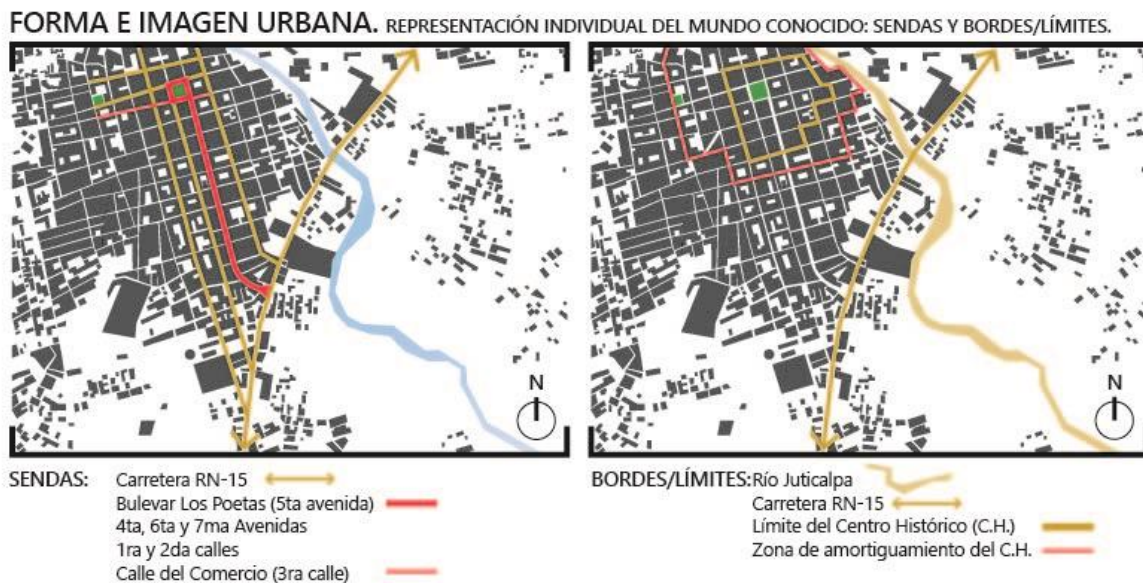 FORMA E IMAGEN URBANA. REPRESENTACIÓN INDIVIDUAL DEL MUNDO CONOCIDO: SENDAS Y BORDES/LÍMITES.
N
N
SENDAS: Carretera RN-15
Bulevar Los Poetas (5ta avenida)
4ta, 6ta y 7ma Avenidas
1ra y 2da calles
Calle del Comercio (3ra calle)
BORDES/LÍMITES: Río Juticalpa
Carretera RN-15
Límite del Centro Histórico (C.H.)
Zona de amortiguamiento del C.H.